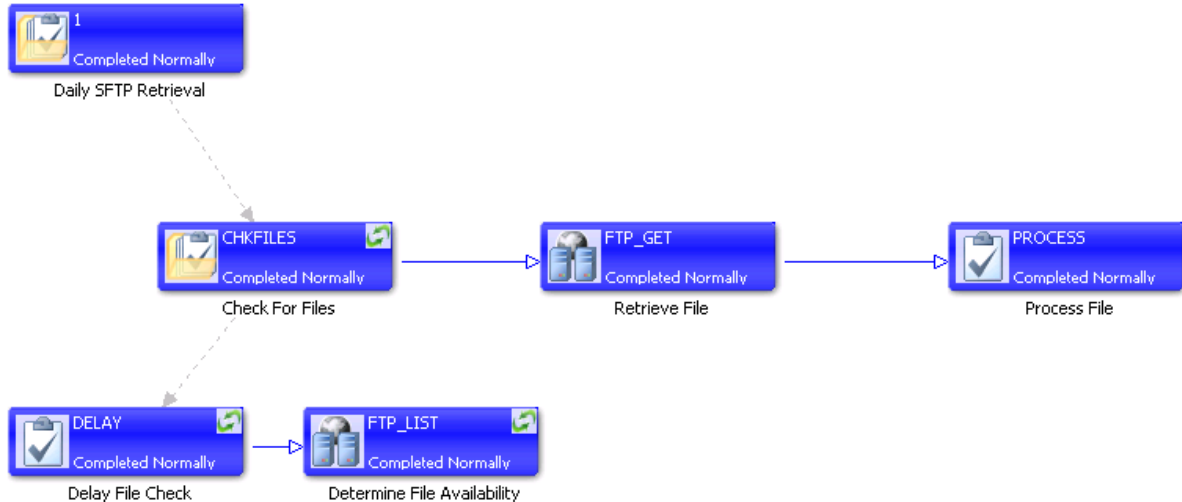 1
Completed Normally
Daily SFTP Retrieval
CHKFILES
Completed Normally
Check For Files
FTP_GET
Completed Normally
Retrieve File
PROCESS
Completed Normally
Process File
DELAY
Completed Normally
Delay File Check
FTP_LIST
Completed Normally
Determine File Availability